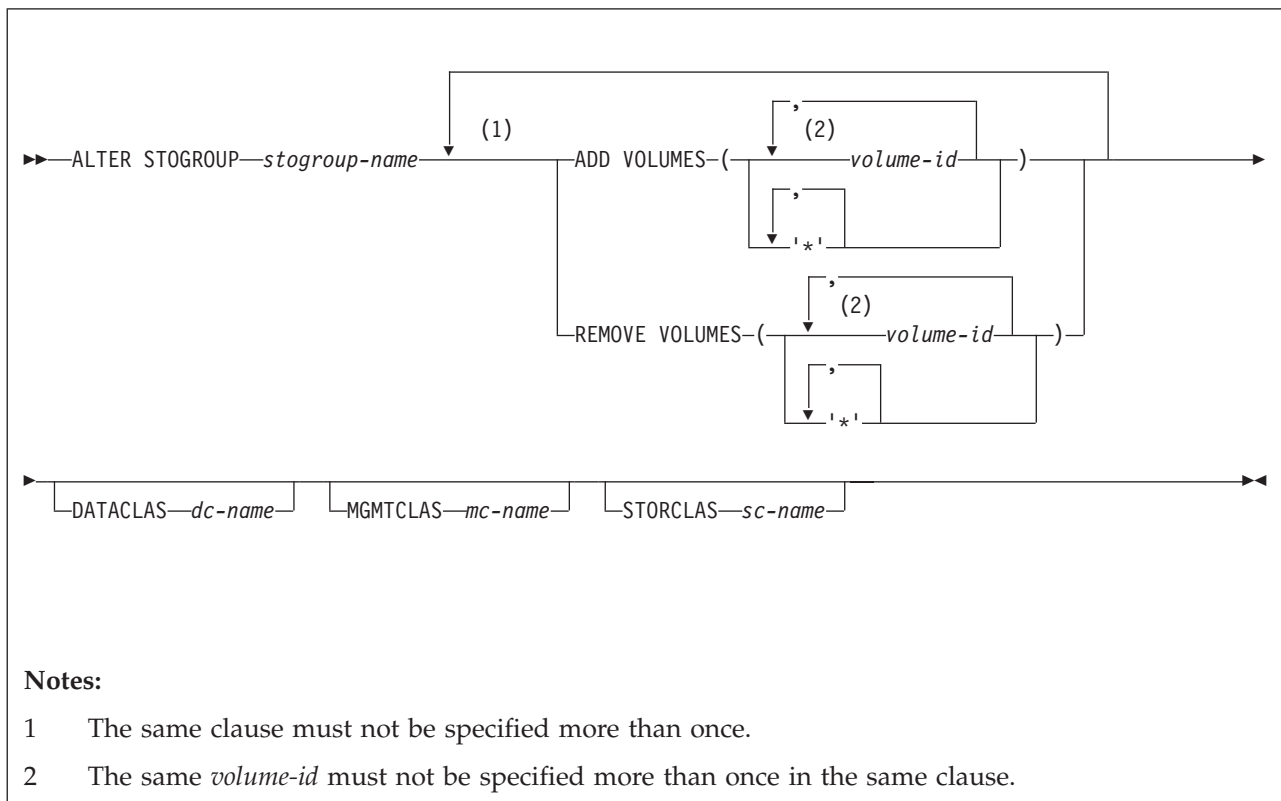 ,
(1) (2)
ALTER STOGROUP stogroup-name ADD VOLUMES ( volume-id )
,
'*'
,
(2)
REMOVE VOLUMES ( volume-id )
,
'*'
DATACLAS dc-name MGMTCLAS mc-name STORCLAS sc-name
Notes:
1 The same clause must not be specified more than once.
2 The same volume-id must not be specified more than once in the same clause.